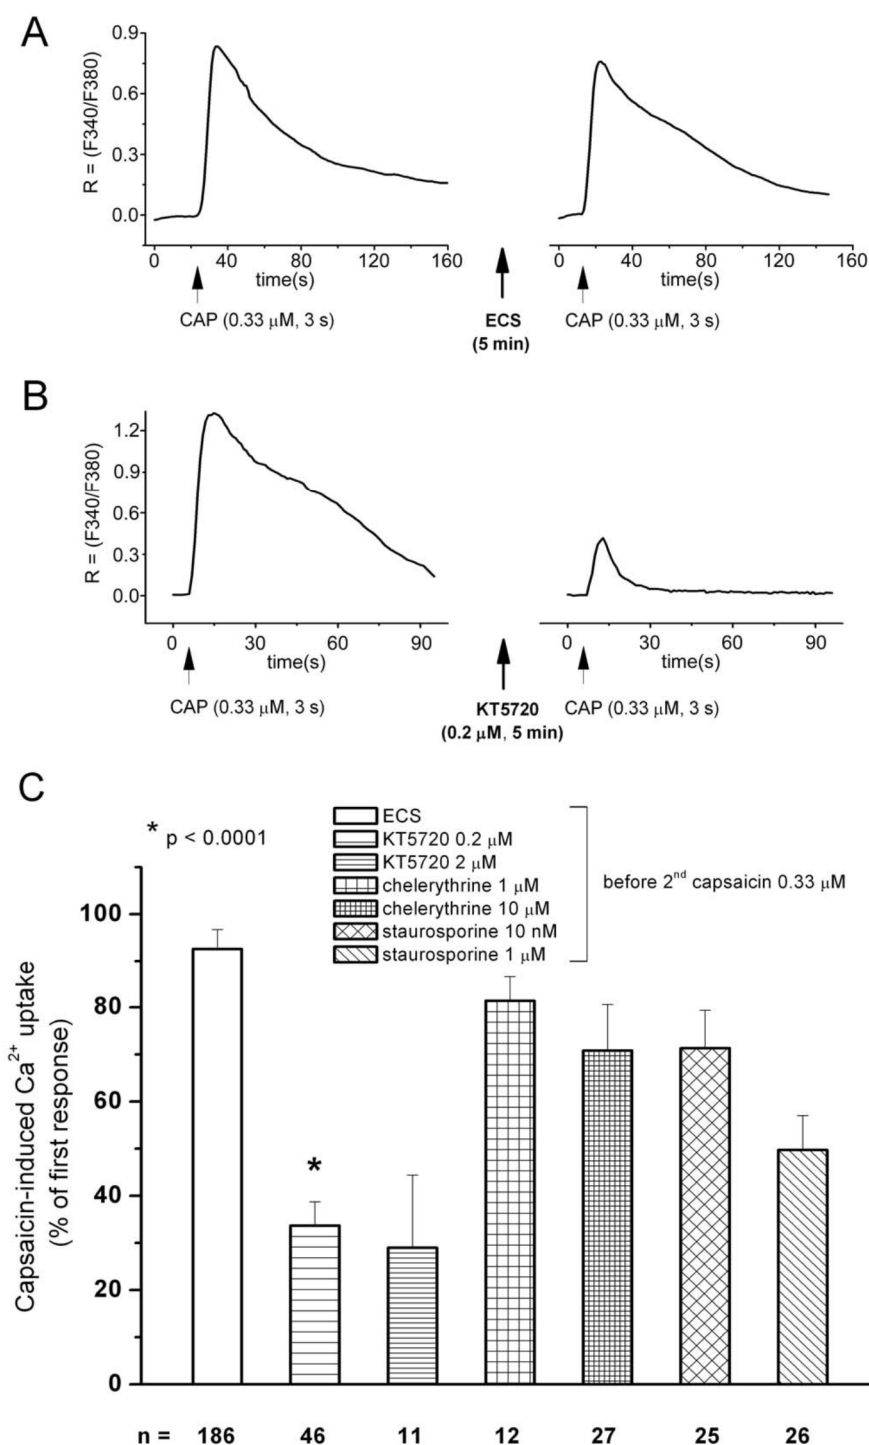 A
R = (F340/F380)
0.9
0.6
0.3
0.0
0 40 80 120 160
time(s)
CAP (0.33 µM, 3 s)
ECS
(5 min)
0 40 80 120 160
time(s)
CAP (0.33 µM, 3 s)
B
R = (F340/F380)
1.2
0.9
0.6
0.3
0.0
0 30 60 90
time(s)
CAP (0.33 µM, 3 s)
KT5720
(0.2 µM, 5 min)
0 30 60 90
time(s)
CAP (0.33 µM, 3 s)
C
* p < 0.0001
ECS
KT5720 0.2 µM
KT5720 2 µM
chelerythrine 1 µM
chelerythrine 10 µM
staurosporine 10 nM
staurosporine 1 µM
before 2nd capsaicin 0.33 µM
Capsaicin-induced Ca2+ uptake
(% of first response)
100
80
60
40
20
0
*
n = 186 46 11 12 27 25 26